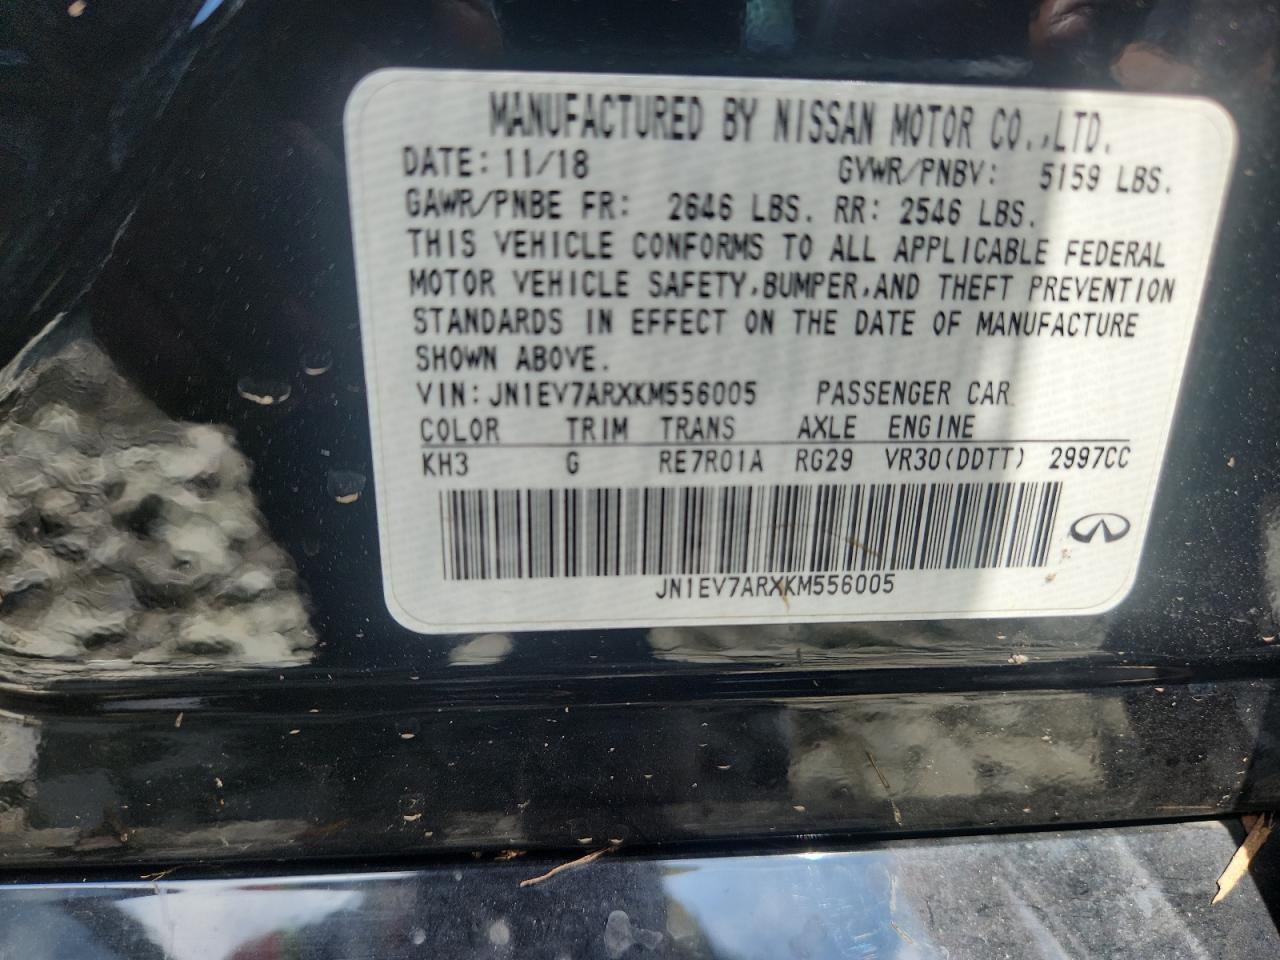 MANUFACTURED BY NISSAN MOTOR CO.,LTD.
DATE: 11/18 GVWR/PNBV: 5159 LBS.
GAWR/PNBE FR: 2646 LBS. RR: 2546 LBS.
THIS VEHICLE CONFORMS TO ALL APPLICABLE FEDERAL
MOTOR VEHICLE SAFETY,BUMPER,AND THEFT PREVENTION
STANDARDS IN EFFECT ON THE DATE OF MANUFACTURE
SHOWN ABOVE.
VIN:JN1EV7ARXKM556005 PASSENGER CAR
COLOR TRIM TRANS AXLE ENGINE
KH3 G RE7R01A RG29 VR30(DDTT) 2997CC
JN1EV7ARXKM556005